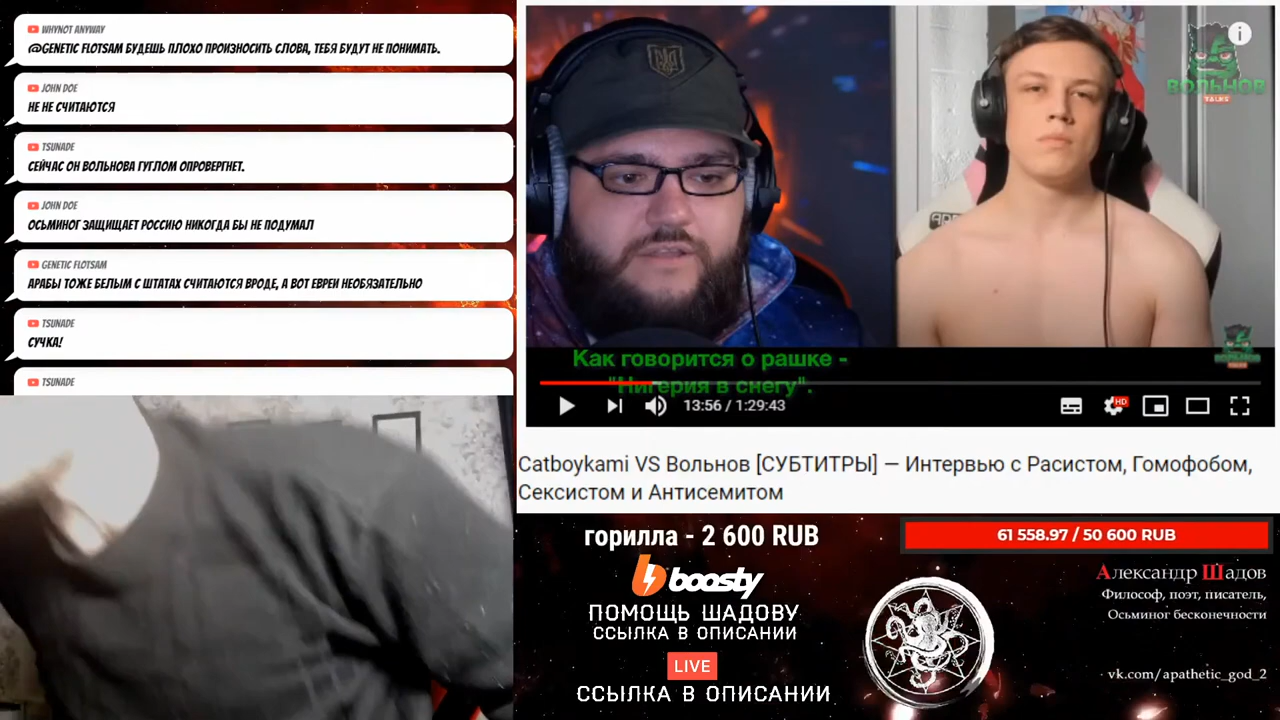 WHYNOT ANYWAY
@GENETIC FLOTSAM БУДЕШЬ ПЛОХО ПРОИЗНОСИТЬ СЛОВА, ТЕБЯ БУДУТ НЕ ПОНИМАТЬ.
JOHN DOE
НЕ НЕ СЧИТАЮТСЯ
TSUNADE
СЕЙЧАС ОН ВОЛЬНОВА ГУГЛОМ ОПРОВЕРГНЕТ.
JOHN DOE
ОСЬМИНОГ ЗАЩИЩАЕТ РОССИЮ НИКОГДА БЫ НЕ ПОДУМАЛ
GENETIC FLOTSAM
АРАБЫ ТОЖЕ БЕЛЫМ С ШТАТАХ СЧИТАЮТСЯ ВРОДЕ, А ВОТ ЕВРЕИ НЕОБЯЗАТЕЛЬНО
TSUNADE
СУЧКА!
TSUNADE
ВОЛЬНОВ
TALKS
Как говорится о рашке -
"Нигерия в снегу".
13:56 / 1:29:43
HD
Catboykami VS Вольнов [СУБТИТРЫ] — Интервью с Расистом, Гомофобом,
Сексистом и Антисемитом
горилла - 2 600 RUB
boosty
ПОМОЩЬ ШАДОВУ
ССЫЛКА В ОПИСАНИИ
LIVE
ССЫЛКА В ОПИСАНИИ
61 558.97 / 50 600 RUB
Александр Шадов
Философ, поэт, писатель,
Осьминог бесконечности
vk.com/apathetic_god_2